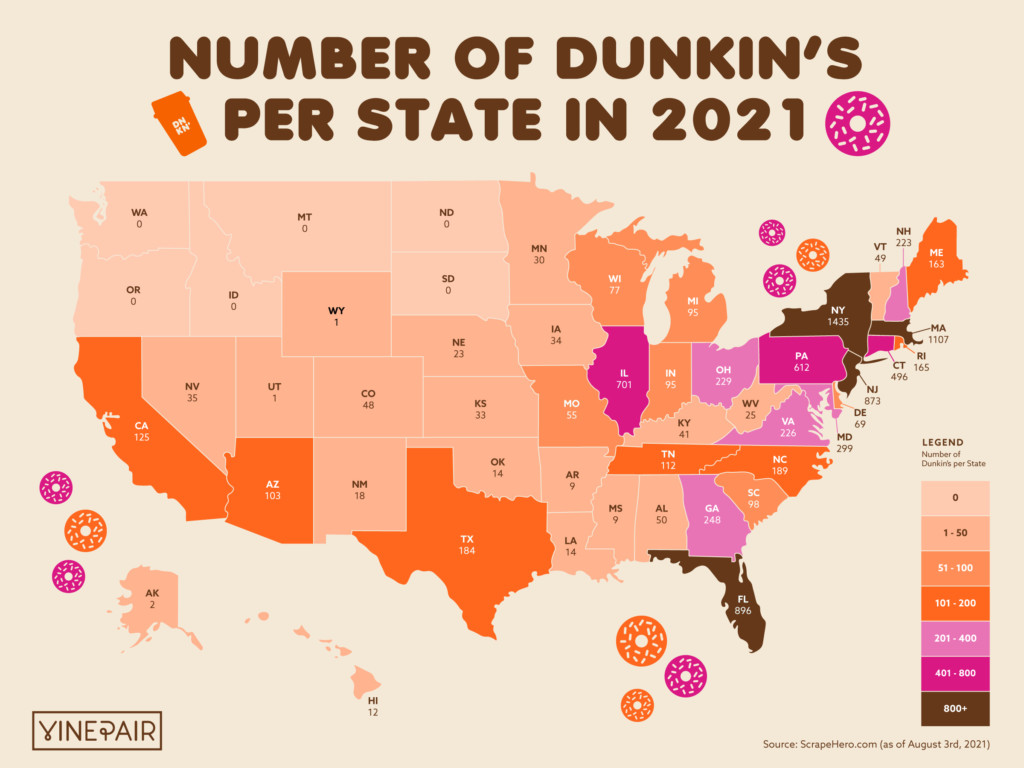 NUMBER OF DUNKIN'S
PER STATE IN 2021
DN
KN'
WA
0
MT
0
ND
0
MN
30
OR
0
ID
0
SD
0
WY
1
WI
77
MI
95
VT
49
NH
223
ME
163
NY
1435
MA
1107
RI
165
CT
496
NJ
873
PA
612
DE
69
MD
299
NE
23
IA
34
IL
701
IN
95
OH
229
NV
35
UT
1
CO
48
KS
33
MO
55
KY
41
WV
25
VA
226
CA
125
AZ
103
NM
18
OK
14
AR
9
TN
112
NC
189
SC
98
TX
184
LA
14
MS
9
AL
50
GA
248
FL
896
AK
2
HI
12
LEGEND
Number of
Dunkin's per State
0
1 - 50
51 - 100
101 - 200
201 - 400
401 - 800
800+
VINEPAIR
Source: ScrapeHero.com (as of August 3rd, 2021)